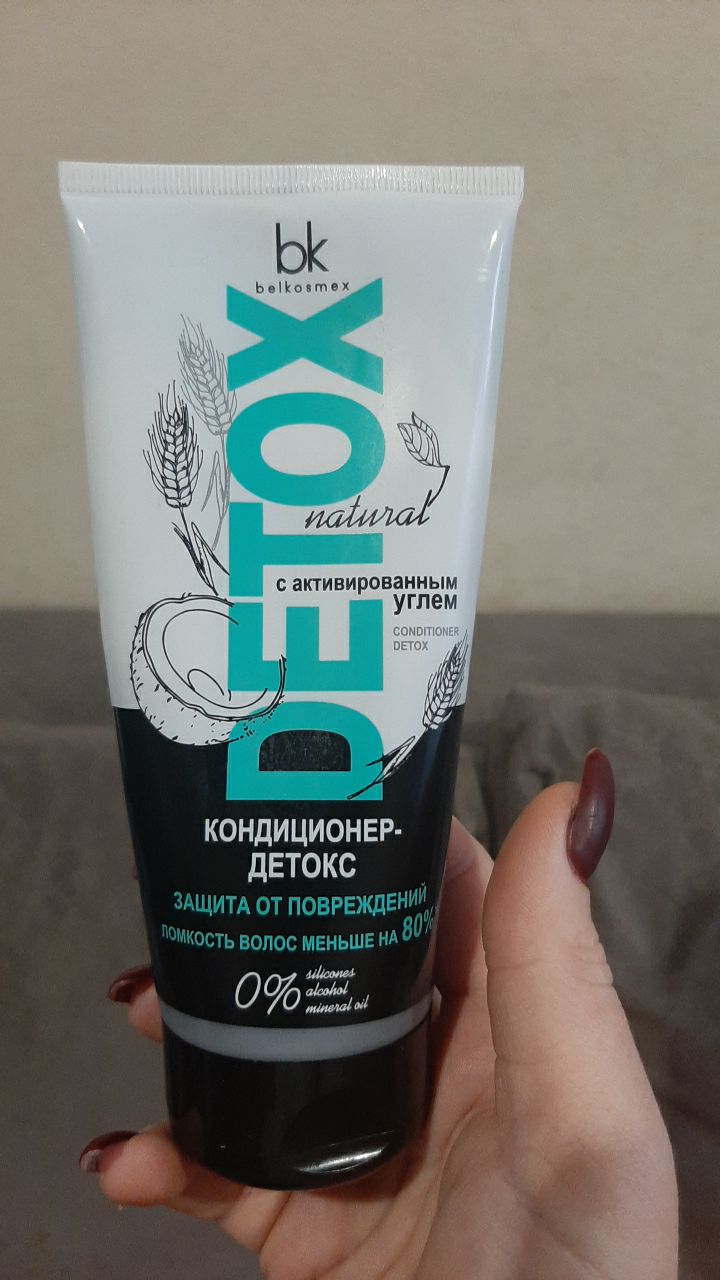 bk
belkosmex
DETOX
natural
с активированным
углем
CONDITIONER
DETOX
КОНДИЦИОНЕР-
ДЕТОКС
ЗАЩИТА ОТ ПОВРЕЖДЕНИЙ
ЛОМКОСТЬ ВОЛОС МЕНЬШЕ НА 80%*
0% silicones
alcohol
mineral oil